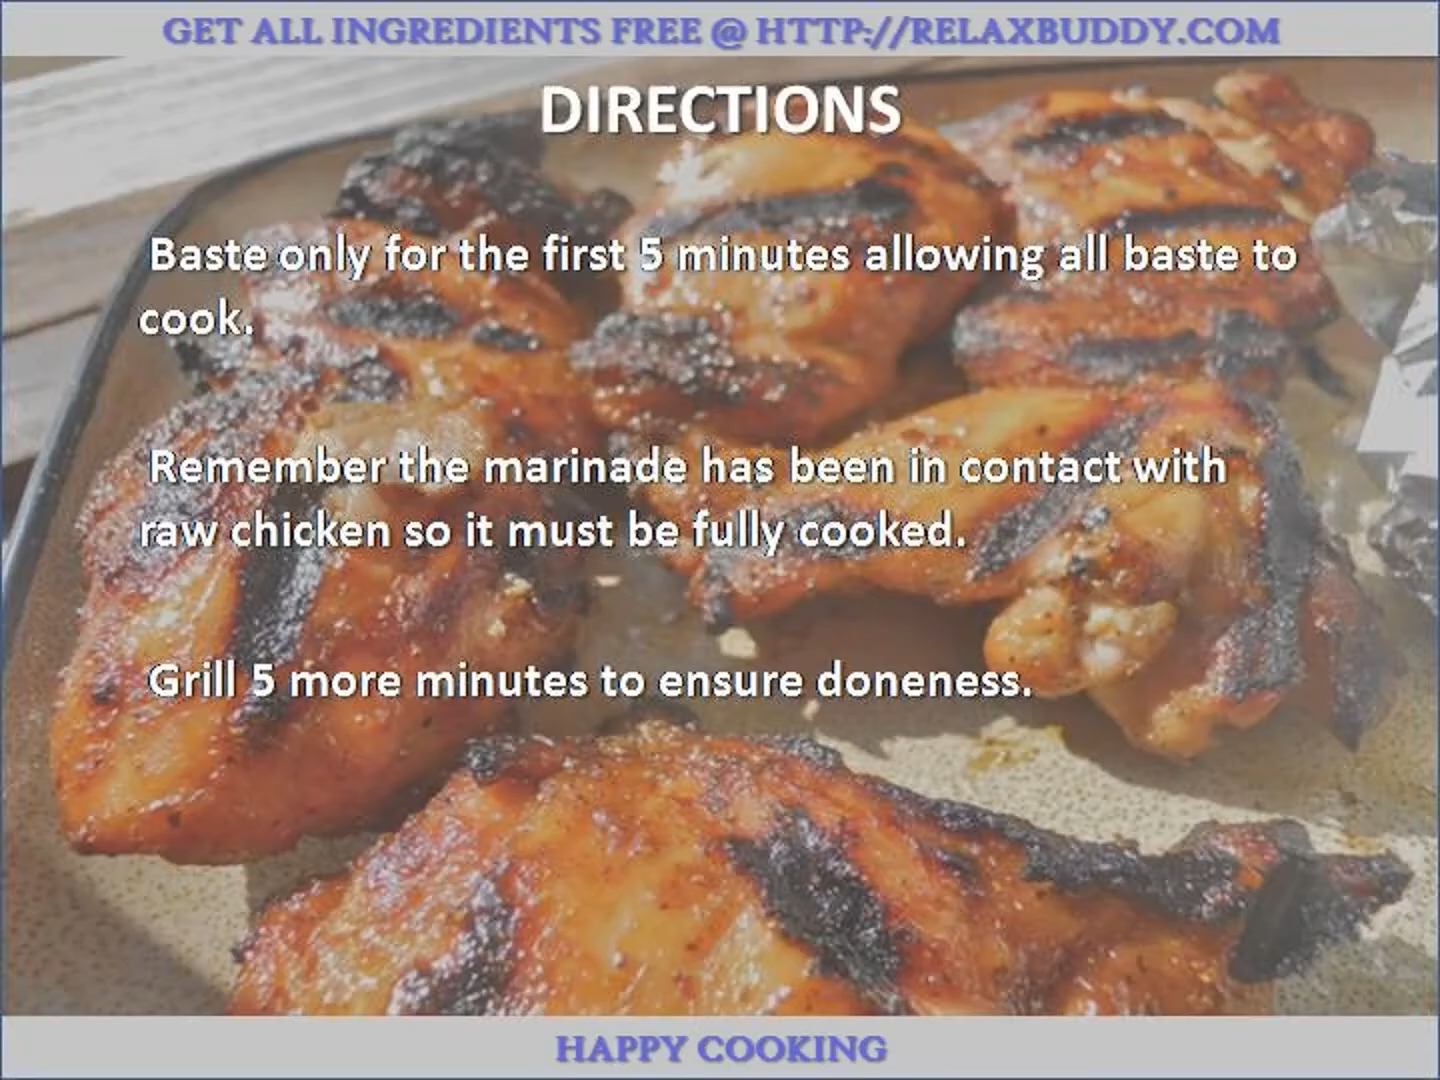 GET ALL INGREDIENTS FREE @ HTTP://RELAXBUDDY.COM
DIRECTIONS
Baste only for the first 5 minutes allowing all baste to
cook.
Remember the marinade has been in contact with
raw chicken so it must be fully cooked.
Grill 5 more minutes to ensure doneness.
HAPPY COOKING